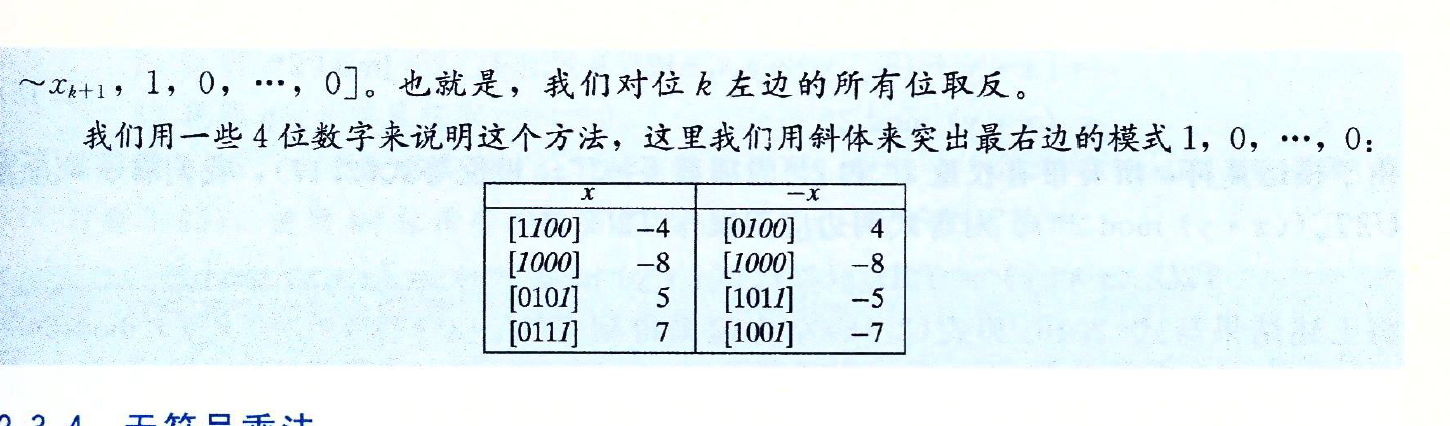 ~xₖ₊₁，1，0，…，0]。也就是，我们对位 k 左边的所有位取反。
我们用一些 4 位数字来说明这个方法，这里我们用斜体来突出最右边的模式 1，0，…，0：
x −x
[1100] −4 [0100] 4
[1000] −8 [1000] −8
[0101] 5 [1011] −5
[0111] 7 [1001] −7